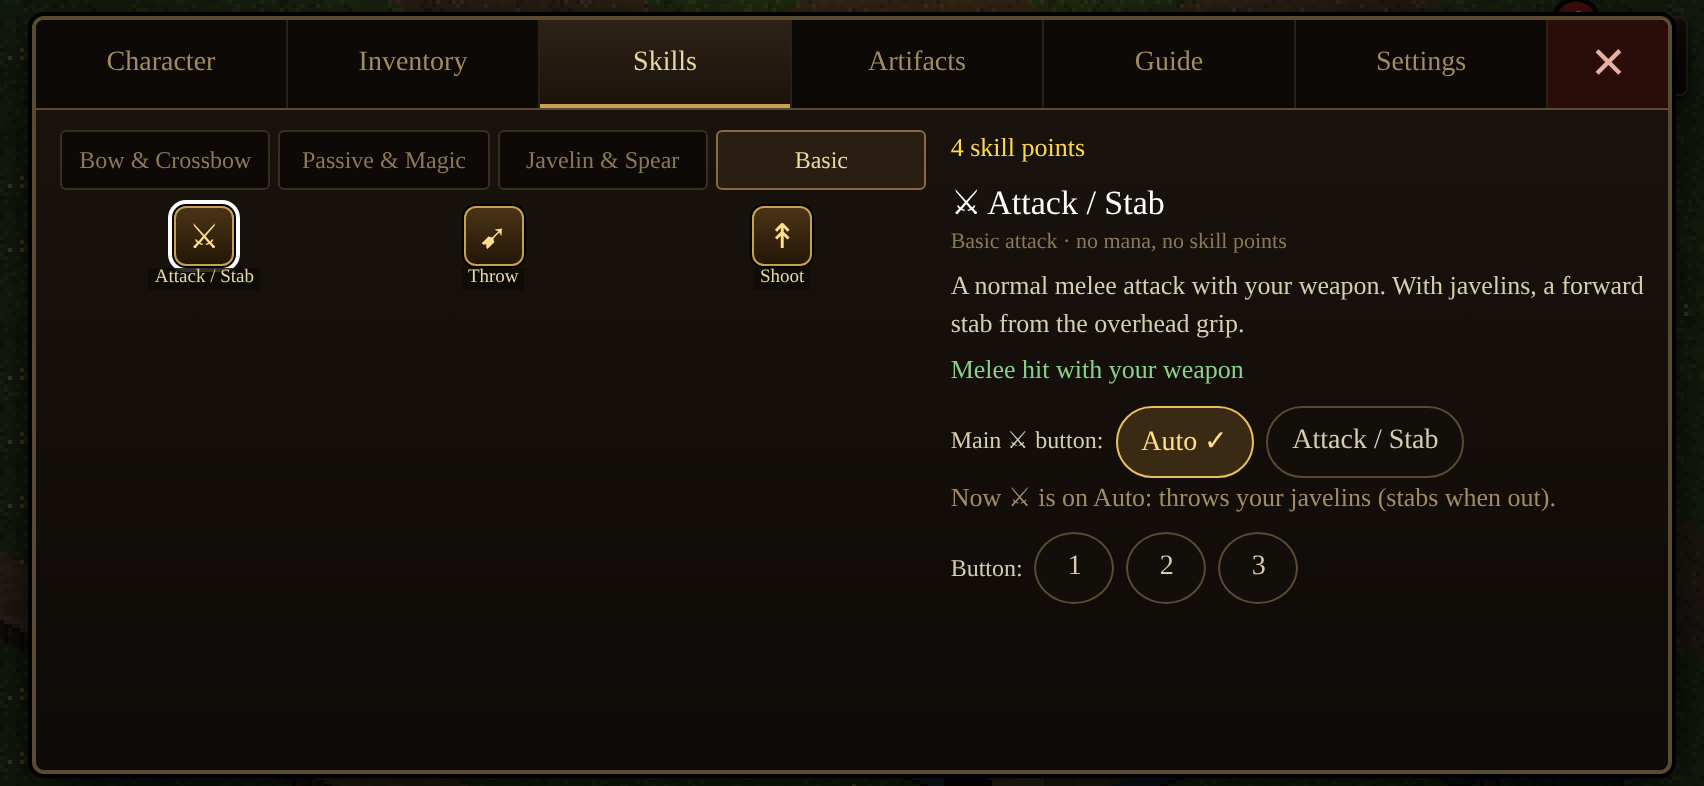 Character
Inventory
Skills
Artifacts
Guide
Settings
✕
Bow & Crossbow
Passive & Magic
Javelin & Spear
Basic
Attack / Stab
Throw
Shoot
4 skill points
⚔ Attack / Stab
Basic attack · no mana, no skill points
A normal melee attack with your weapon. With javelins, a forward
stab from the overhead grip.
Melee hit with your weapon
Main ⚔ button: Auto ✓ Attack / Stab
Now ⚔ is on Auto: throws your javelins (stabs when out).
Button: 1 2 3